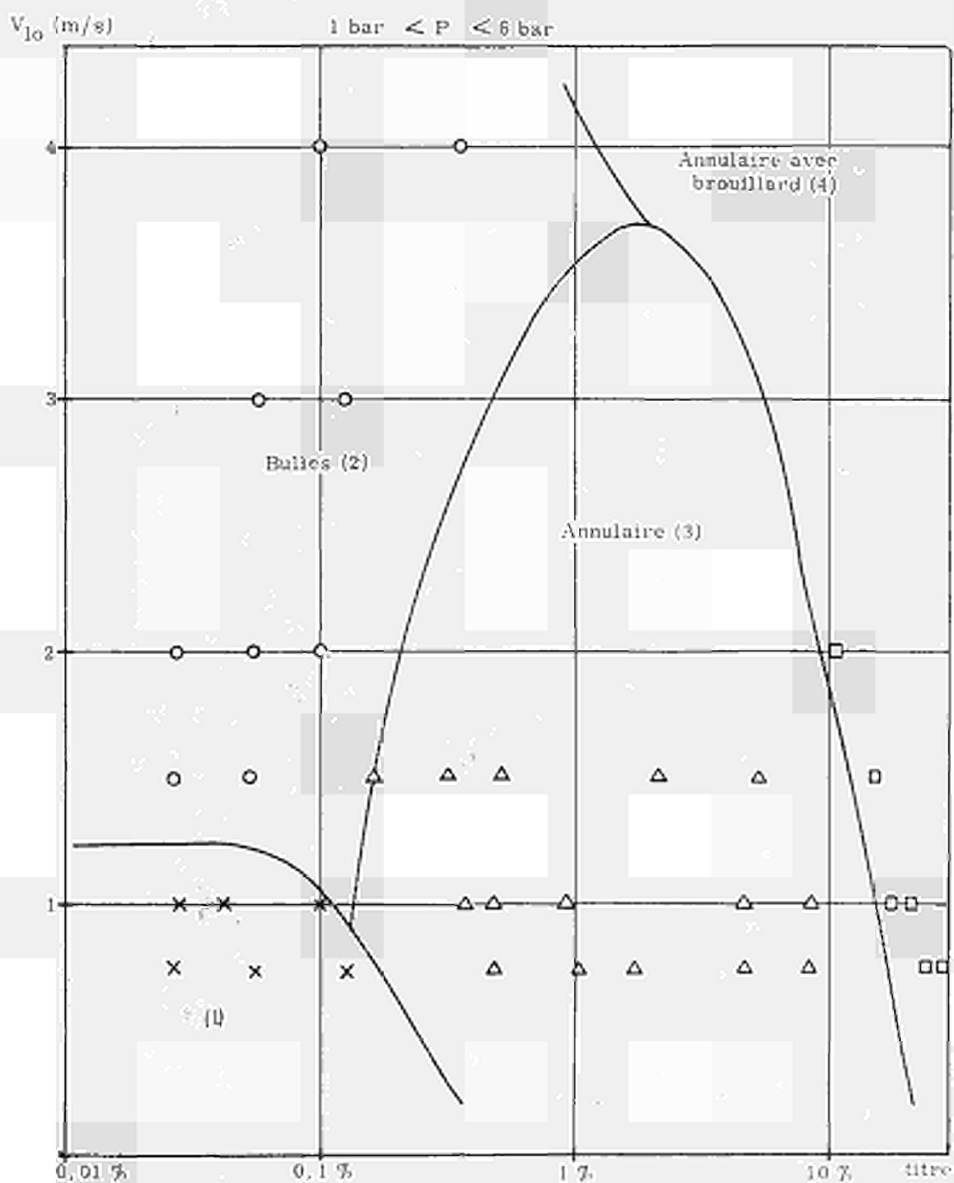 V_lo (m/s)
1 bar < P < 6 bar
4
Annulaire avec
brouillard (4)
3
Bulles (2)
Annulaire (3)
2
1
(1)
0,01 %
0,1 %
1 %
10 %
titre